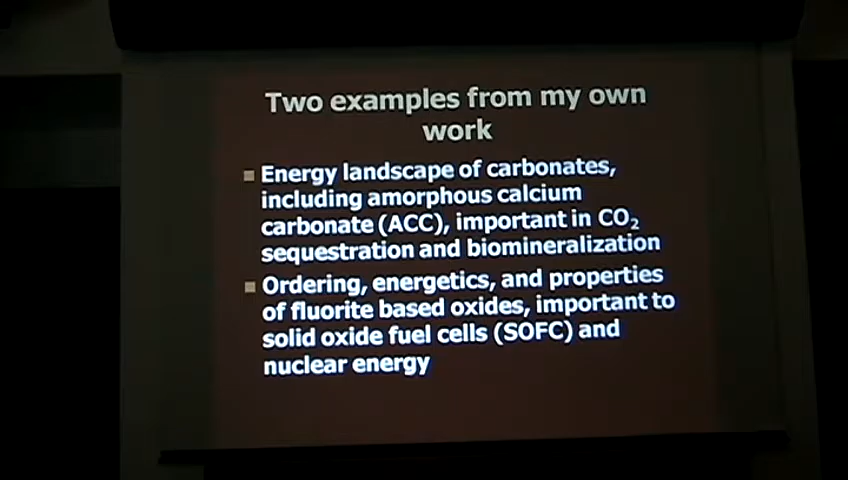 Two examples from my own
work
Energy landscape of carbonates,
including amorphous calcium
carbonate (ACC), important in CO₂
sequestration and biomineralization
Ordering, energetics, and properties
of fluorite based oxides, important to
solid oxide fuel cells (SOFC) and
nuclear energy